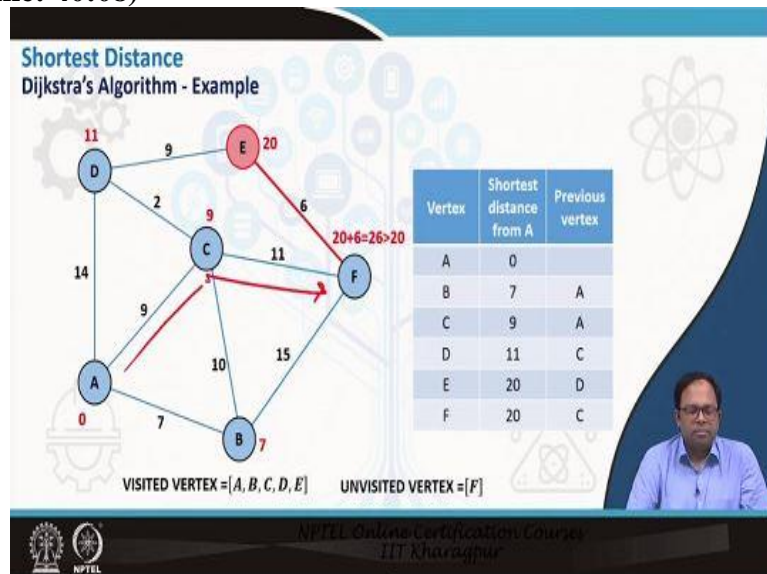 Shortest Distance
Dijkstra's Algorithm - Example
11
D
9
E
20
2
9
C
6
20+6=26>20
11
F
14
9
10
15
A
0
7
B
7
Vertex
Shortest distance from A
Previous vertex
A 0
B 7 A
C 9 A
D 11 C
E 20 D
F 20 C
VISITED VERTEX =[A, B, C, D, E] UNVISITED VERTEX =[F]
NPTEL Online Certification Courses
IIT Kharagpur
NPTEL